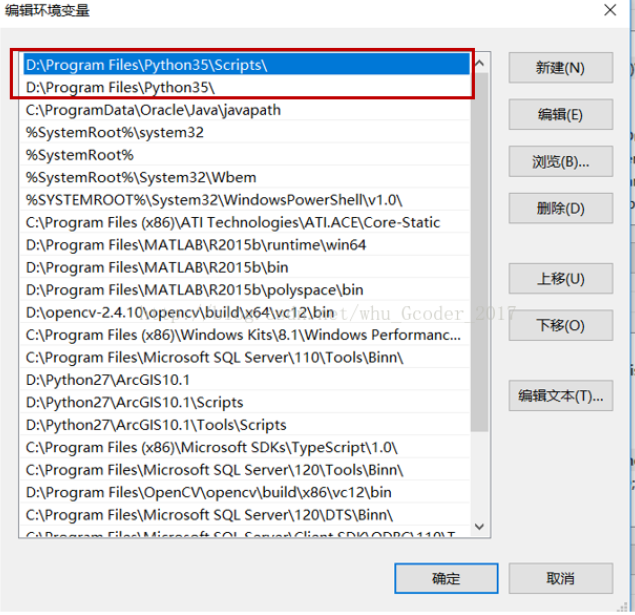 编辑环境变量
D:\Program Files\Python35\Scripts\
D:\Program Files\Python35\
C:\ProgramData\Oracle\Java\javapath
%SystemRoot%\system32
%SystemRoot%
%SystemRoot%\System32\Wbem
%SYSTEMROOT%\System32\WindowsPowerShell\v1.0\
C:\Program Files (x86)\ATI Technologies\ATI.ACE\Core-Static
D:\Program Files\MATLAB\R2015b\runtime\win64
D:\Program Files\MATLAB\R2015b\bin
D:\Program Files\MATLAB\R2015b\polyspace\bin
D:\opencv-2.4.10\opencv\build\x64\vc12\bin
C:\Program Files (x86)\Windows Kits\8.1\Windows Performanc...
C:\Program Files\Microsoft SQL Server\110\Tools\Binn\
D:\Python27\ArcGIS10.1
D:\Python27\ArcGIS10.1\Scripts
D:\Python27\ArcGIS10.1\Tools\Scripts
C:\Program Files (x86)\Microsoft SDKs\TypeScript\1.0\
C:\Program Files\Microsoft SQL Server\120\Tools\Binn\
D:\Program Files\OpenCV\opencv\build\x86\vc12\bin
C:\Program Files\Microsoft SQL Server\120\DTS\Binn\
C:\Program Files\Microsoft SQL Server\Client SDK\ODBC\110\T
新建(N)
编辑(E)
浏览(B)...
删除(D)
上移(U)
下移(O)
编辑文本(T)...
确定
取消
net/whu_Gcoder_2017